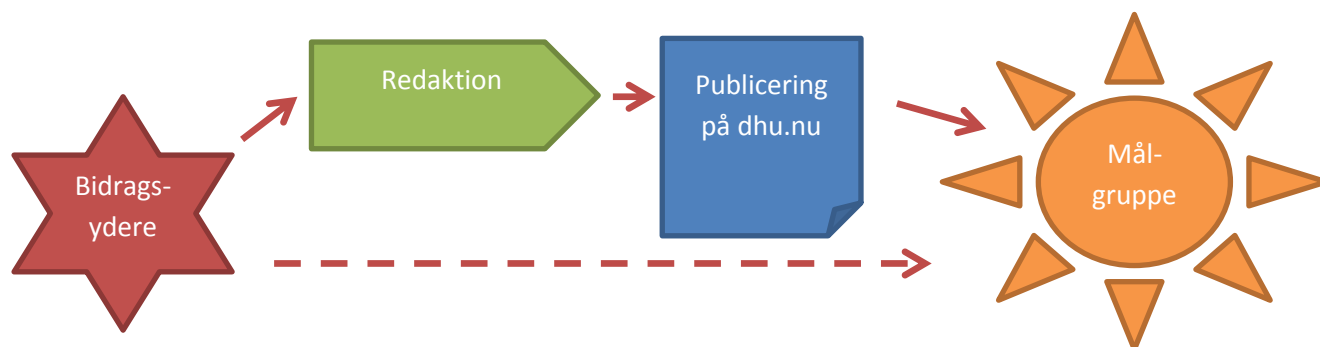 Bidrags-
ydere
Redaktion
Publicering
på dhu.nu
Mål-
gruppe